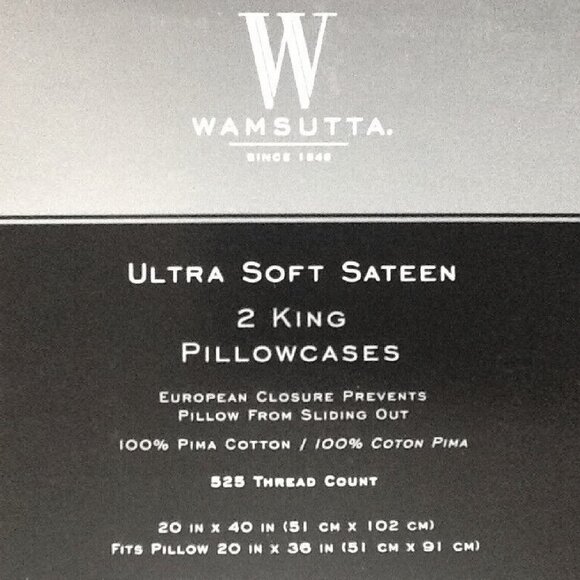 W
WAMSUTTA.
SINCE 1846
ULTRA SOFT SATEEN
2 KING
PILLOWCASES
EUROPEAN CLOSURE PREVENTS
PILLOW FROM SLIDING OUT
100% PIMA COTTON / 100% COTON PIMA
525 THREAD COUNT
20 IN X 40 IN (51 CM X 102 CM)
FITS PILLOW 20 IN X 36 IN (51 CM X 91 CM)